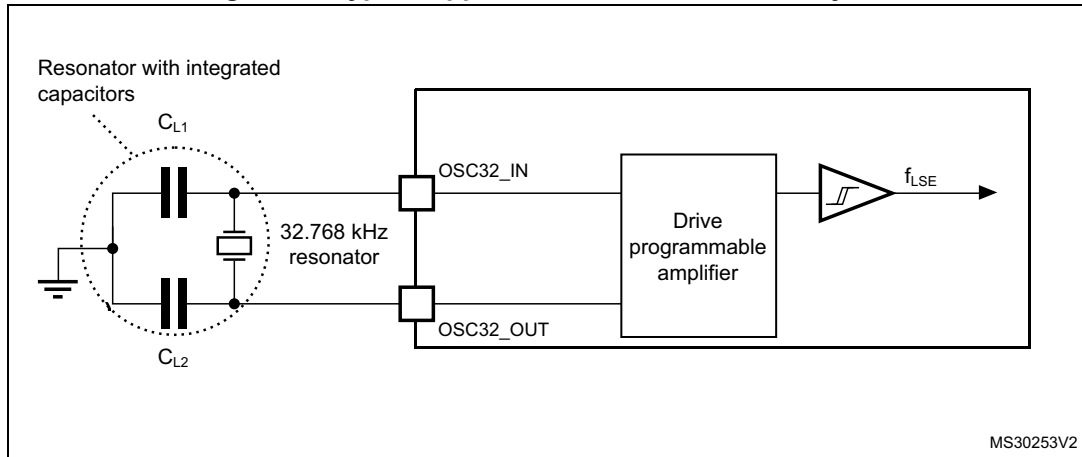 Resonator with integrated
capacitors
CL1
OSC32_IN
fLSE
Drive
programmable
amplifier
32.768 kHz
resonator
OSC32_OUT
CL2
MS30253V2